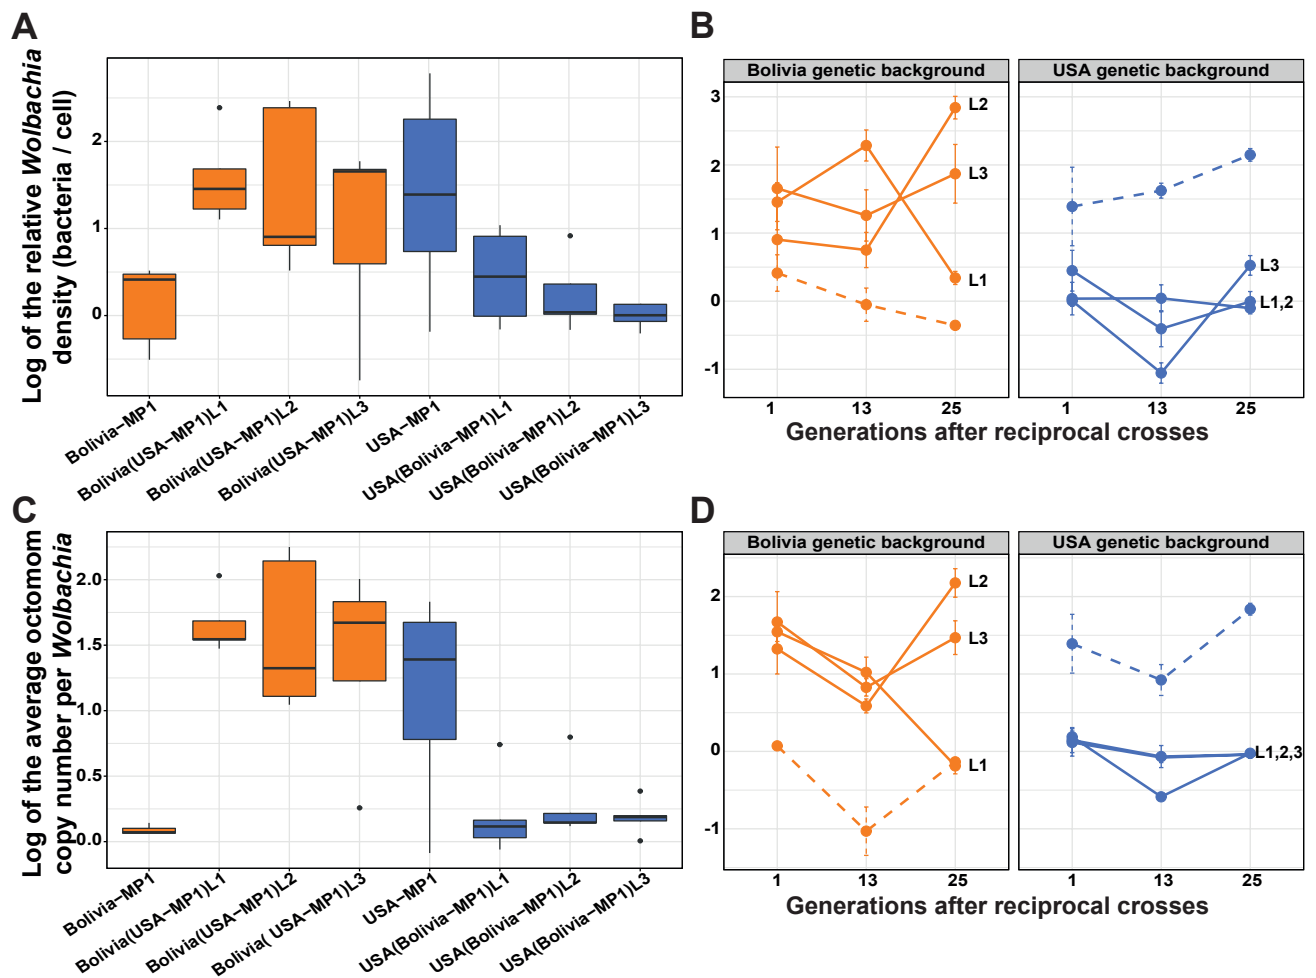 A
Log of the relative Wolbachia
density (bacteria / cell)
2
1
0
Bolivia−MP1
Bolivia(USA−MP1)L1
Bolivia(USA−MP1)L2
Bolivia(USA−MP1)L3
USA−MP1
USA(Bolivia−MP1)L1
USA(Bolivia−MP1)L2
USA(Bolivia−MP1)L3
B
Bolivia genetic background
USA genetic background
3
2
1
0
-1
L2
L3
L1
L3
L1,2
1 13 25
1 13 25
Generations after reciprocal crosses
C
Log of the average octomom
copy number per Wolbachia
2.0
1.5
1.0
0.5
0.0
Bolivia−MP1
Bolivia(USA−MP1)L1
Bolivia(USA−MP1)L2
Bolivia( USA−MP1)L3
USA−MP1
USA(Bolivia−MP1)L1
USA(Bolivia−MP1)L2
USA(Bolivia−MP1)L3
D
Bolivia genetic background
USA genetic background
2
1
0
-1
L2
L3
L1
L1,2,3
1 13 25
1 13 25
Generations after reciprocal crosses